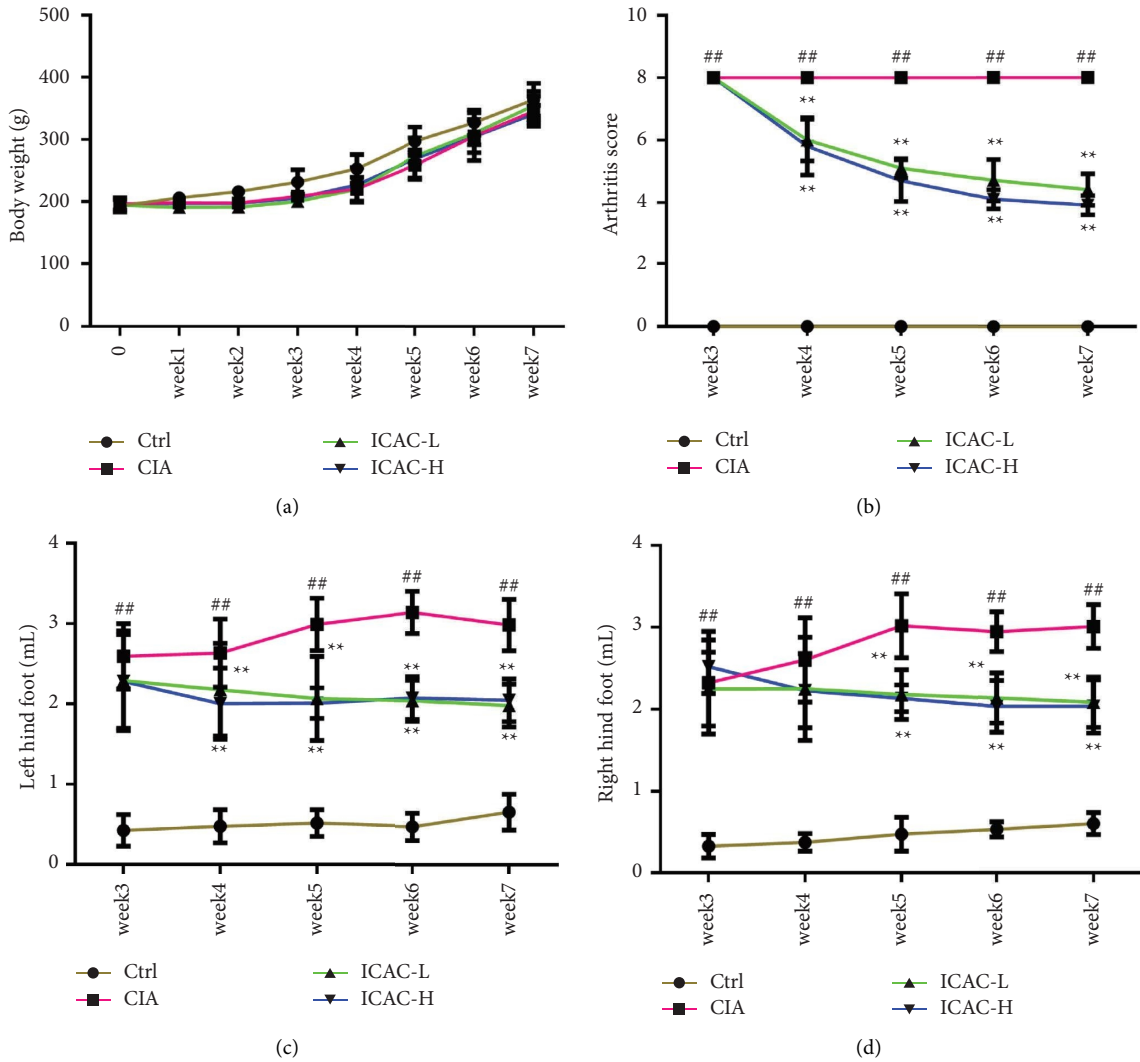 500
400
300
200
100
0
Body weight (g)
0
week1
week2
week3
week4
week5
week6
week7
Ctrl
CIA
ICAC-L
ICAC-H
(a)
10
8
6
4
2
0
Arthritis score
##
##
##
##
##
**
**
**
**
**
**
**
**
week3
week4
week5
week6
week7
Ctrl
CIA
ICAC-L
ICAC-H
(b)
4
3
2
1
0
Left hind foot (mL)
##
##
##
##
##
**
**
**
**
**
**
**
**
week3
week4
week5
week6
week7
Ctrl
CIA
ICAC-L
ICAC-H
(c)
4
3
2
1
0
Right hind foot (mL)
##
##
##
##
##
**
**
**
**
**
**
week3
week4
week5
week6
week7
Ctrl
CIA
ICAC-L
ICAC-H
(d)